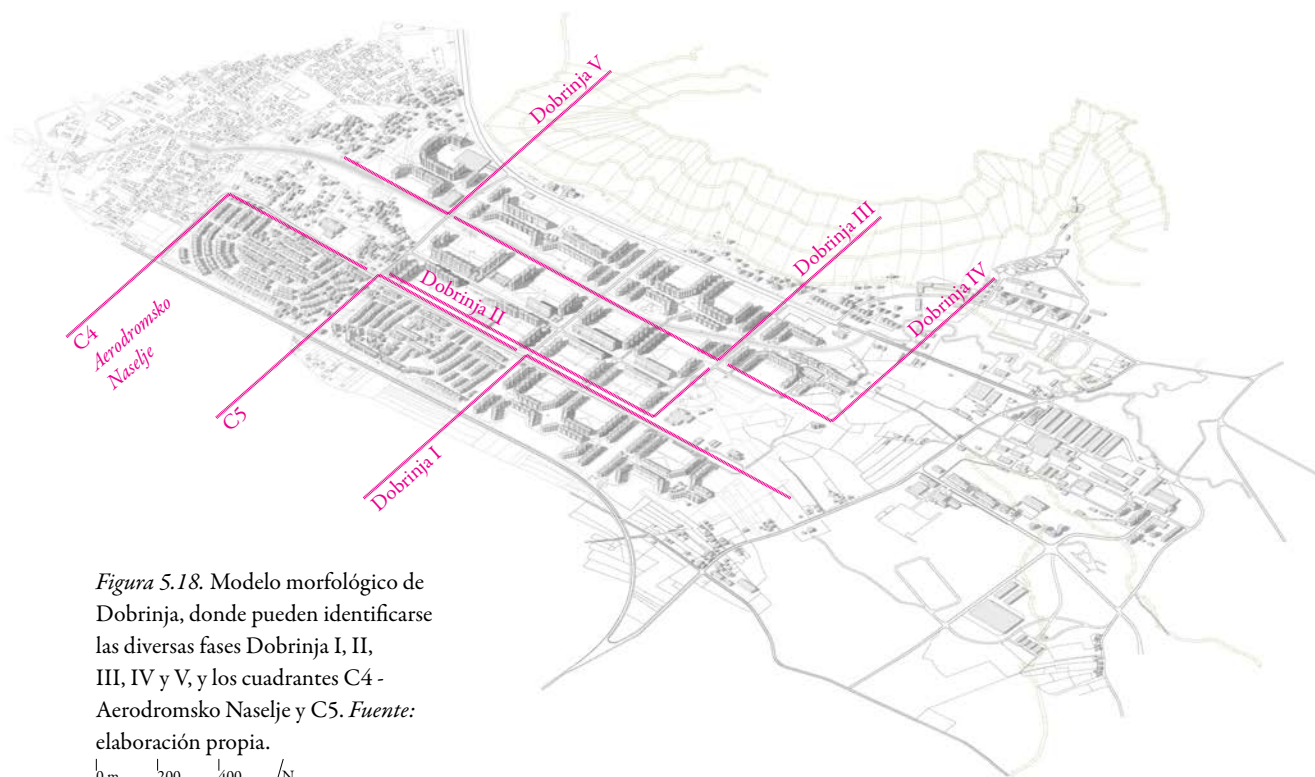 Dobrinja V
Dobrinja III
Dobrinja IV
Dobrinja II
C4
Aerodromsko
Naselje
C5
Dobrinja I
Figura 5.18. Modelo morfológico de
Dobrinja, donde pueden identificarse
las diversas fases Dobrinja I, II,
III, IV y V, y los cuadrantes C4 -
Aerodromsko Naselje y C5. Fuente:
elaboración propia.
0 m 200 400 N